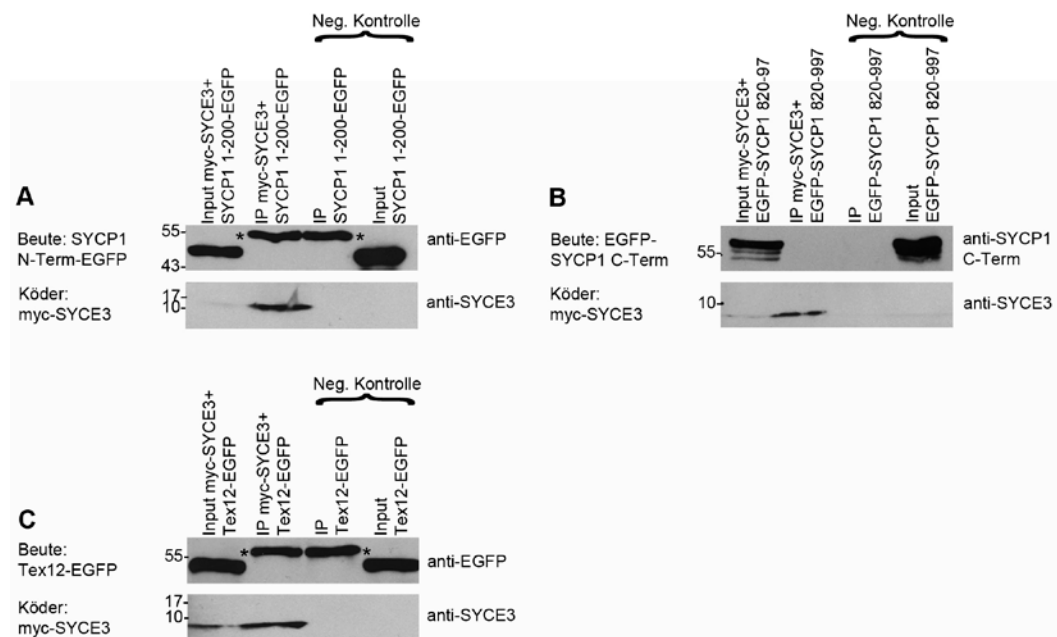 Neg. Kontrolle
Input myc-SYCE3+
SYCP1 1-200-EGFP
IP myc-SYCE3+
SYCP1 1-200-EGFP
IP
SYCP1 1-200-EGFP
Input
SYCP1 1-200-EGFP
A
Beute: SYCP1
N-Term-EGFP
55-
*
*
43-
anti-EGFP
Köder:
myc-SYCE3
17-
10-
anti-SYCE3
Neg. Kontrolle
Input myc-SYCE3+
EGFP-SYCP1 820-97
IP myc-SYCE3+
EGFP-SYCP1 820-997
IP
EGFP-SYCP1 820-997
Input
EGFP-SYCP1 820-997
B
Beute: EGFP-
SYCP1 C-Term
55-
anti-SYCP1
C-Term
Köder:
myc-SYCE3
10-
anti-SYCE3
Neg. Kontrolle
Input myc-SYCE3+
Tex12-EGFP
IP myc-SYCE3+
Tex12-EGFP
IP
Tex12-EGFP
Input
Tex12-EGFP
C
Beute:
Tex12-EGFP
55-
*
*
anti-EGFP
Köder:
myc-SYCE3
17-
10-
anti-SYCE3